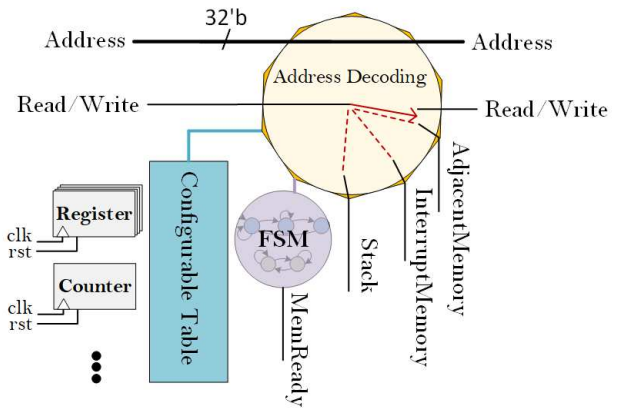 32'b
Address
Address
Address Decoding
Read/Write
Read/Write
AdjacentMemory
InterruptMemory
Stack
Configurable Table
FSM
MemReady
Register
clk
rst
Counter
clk
rst